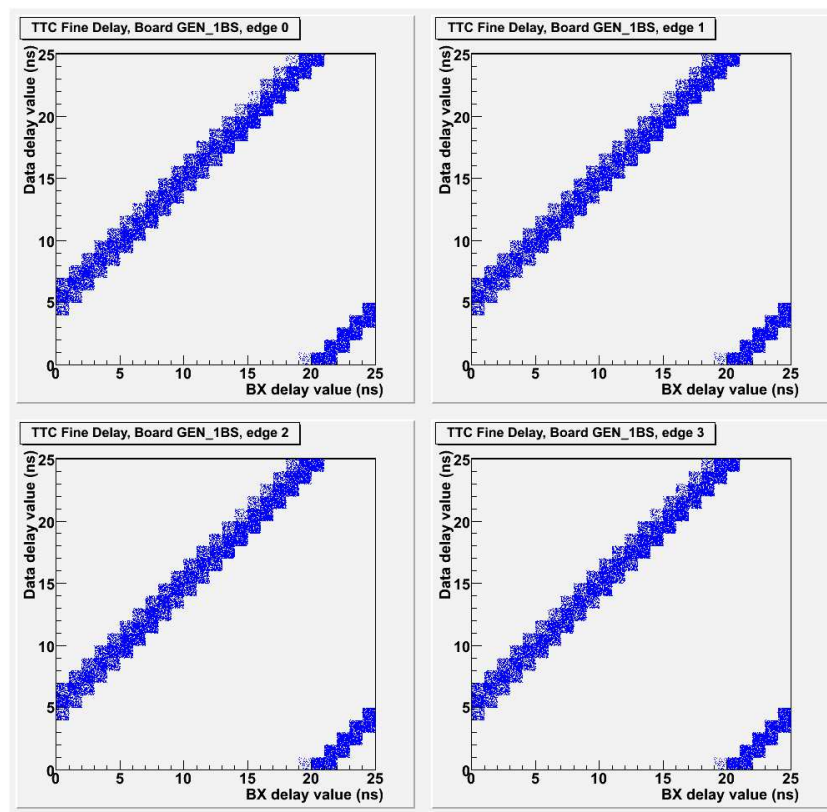 TTC Fine Delay, Board GEN_1BS, edge 0
Data delay value (ns)
25
20
15
10
5
0
0 5 10 15 20 25
BX delay value (ns)
TTC Fine Delay, Board GEN_1BS, edge 1
Data delay value (ns)
25
20
15
10
5
0
0 5 10 15 20 25
BX delay value (ns)
TTC Fine Delay, Board GEN_1BS, edge 2
Data delay value (ns)
25
20
15
10
5
0
0 5 10 15 20 25
BX delay value (ns)
TTC Fine Delay, Board GEN_1BS, edge 3
Data delay value (ns)
25
20
15
10
5
0
0 5 10 15 20 25
BX delay value (ns)